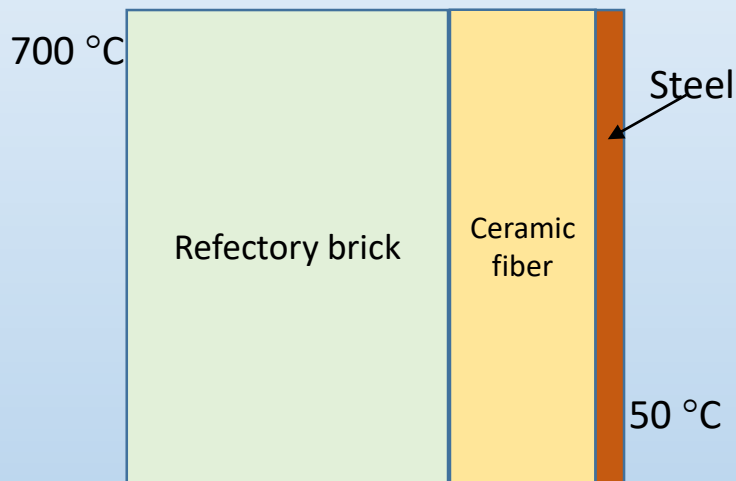 700 °C
Steel
Refectory brick
Ceramic
fiber
50 °C